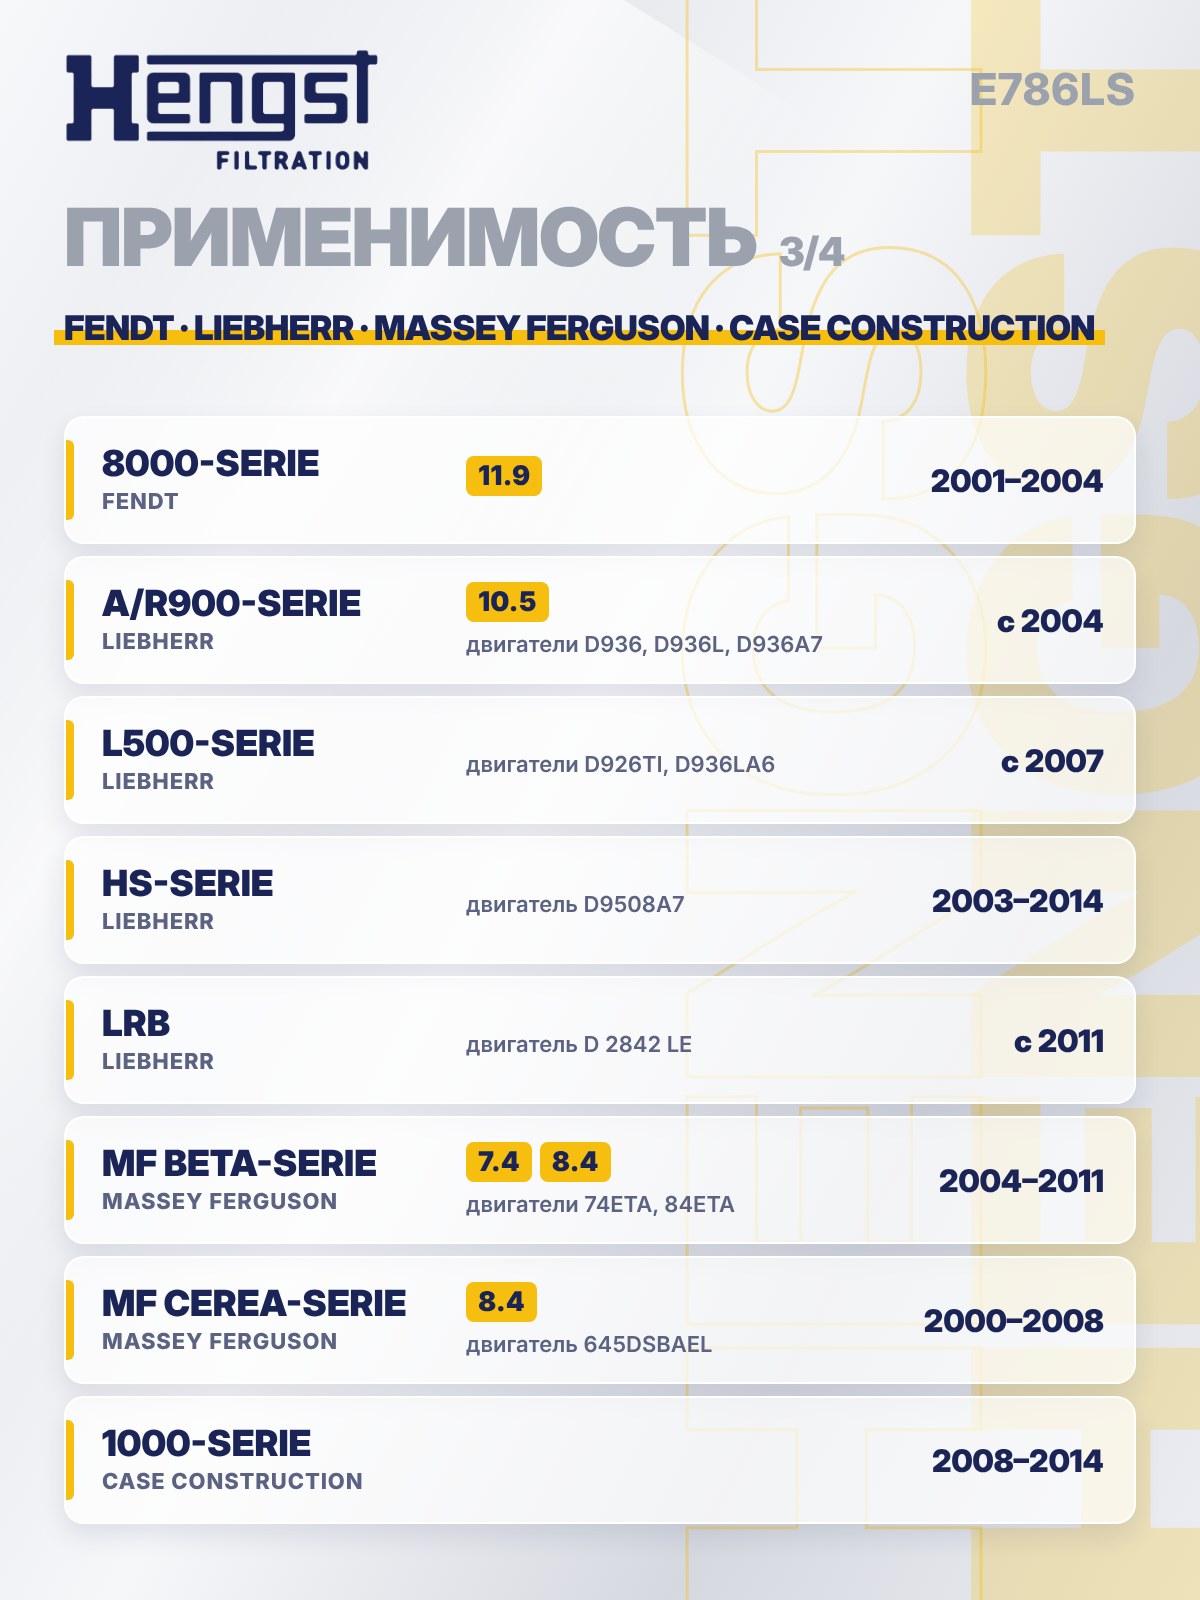 Hengst
FILTRATION
E786LS
ПРИМЕНИМОСТЬ 3/4
FENDT · LIEBHERR · MASSEY FERGUSON · CASE CONSTRUCTION
8000-SERIE
FENDT
11.9
2001–2004
A/R900-SERIE
LIEBHERR
10.5
двигатели D936, D936L, D936A7
с 2004
L500-SERIE
LIEBHERR
двигатели D926TI, D936LA6
с 2007
HS-SERIE
LIEBHERR
двигатель D9508A7
2003–2014
LRB
LIEBHERR
двигатель D 2842 LE
с 2011
MF BETA-SERIE
MASSEY FERGUSON
7.4 8.4
двигатели 74ETA, 84ETA
2004–2011
MF CEREA-SERIE
MASSEY FERGUSON
8.4
двигатель 645DSBAEL
2000–2008
1000-SERIE
CASE CONSTRUCTION
2008–2014
HENGST
HENGST